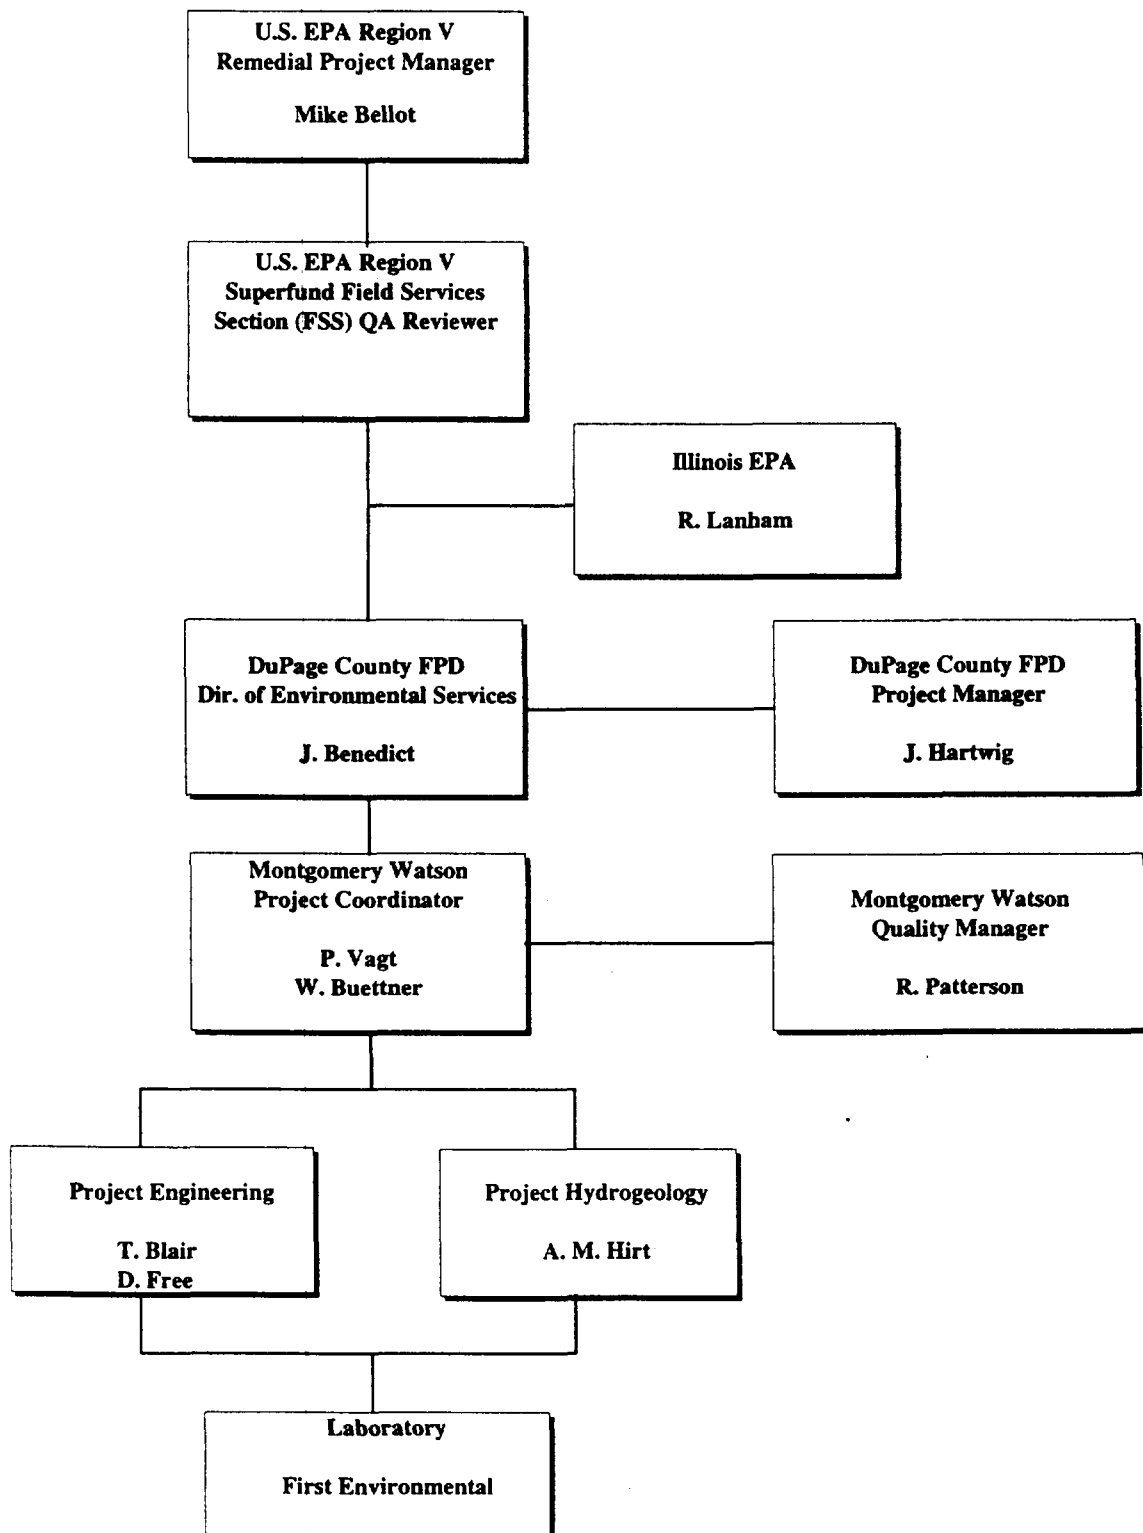 U.S. EPA Region V
Remedial Project Manager
Mike Bellot
U.S. EPA Region V
Superfund Field Services
Section (FSS) QA Reviewer
Illinois EPA
R. Lanham
DuPage County FPD
Dir. of Environmental Services
J. Benedict
DuPage County FPD
Project Manager
J. Hartwig
Montgomery Watson
Project Coordinator
P. Vagt
W. Buettner
Montgomery Watson
Quality Manager
R. Patterson
Project Engineering
T. Blair
D. Free
Project Hydrogeology
A. M. Hirt
Laboratory
First Environmental